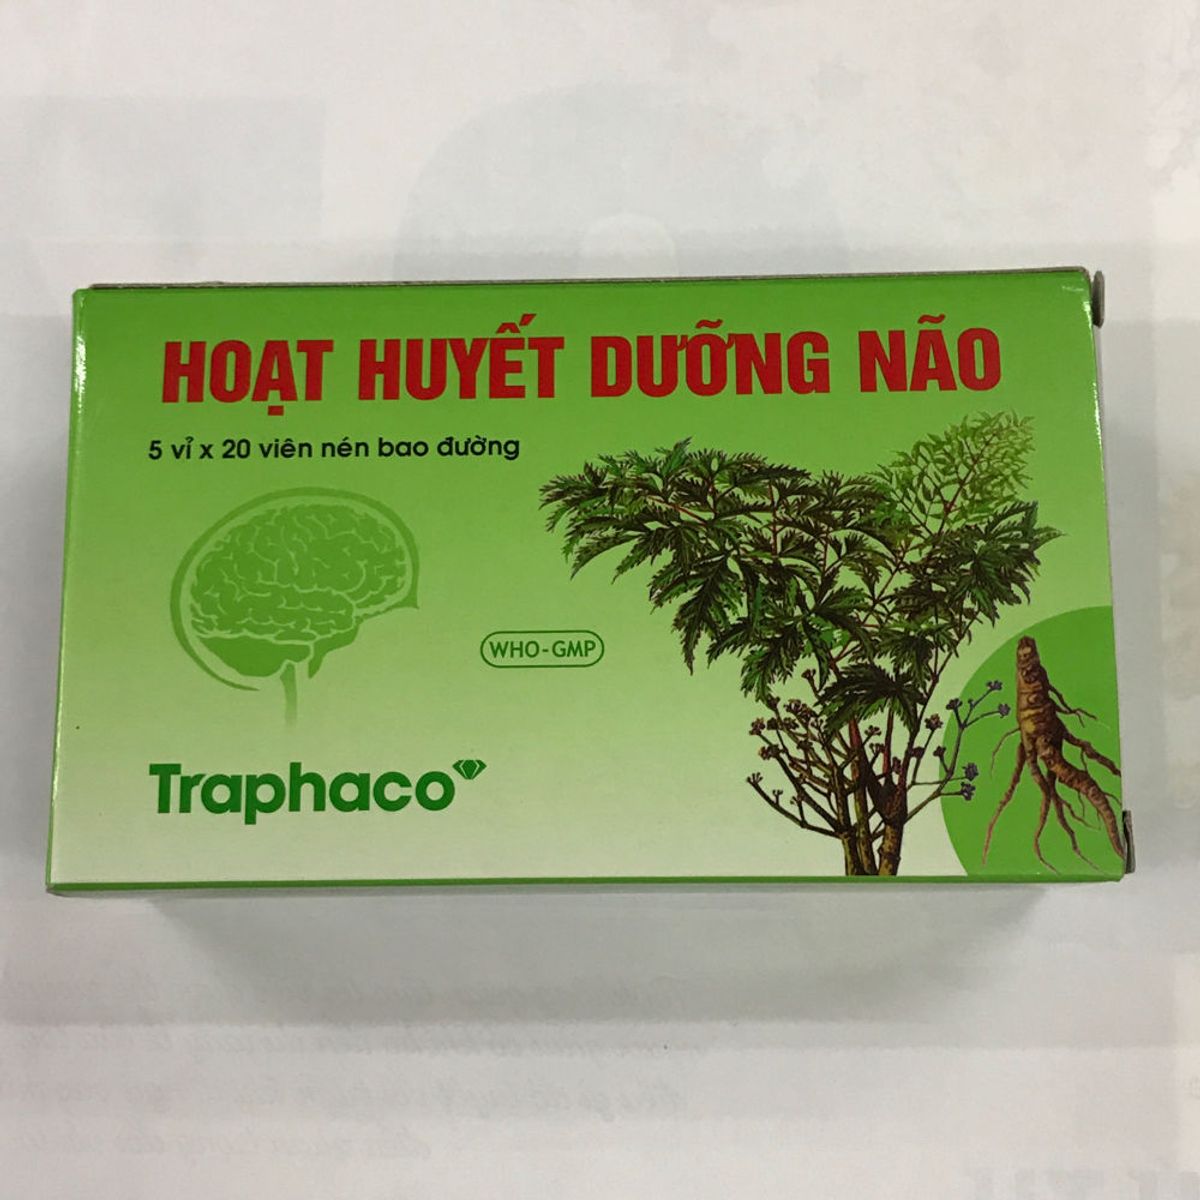 HOẠT HUYẾT DƯỠNG NÃO
5 vỉ x 20 viên nén bao đường
WHO-GMP
Traphaco